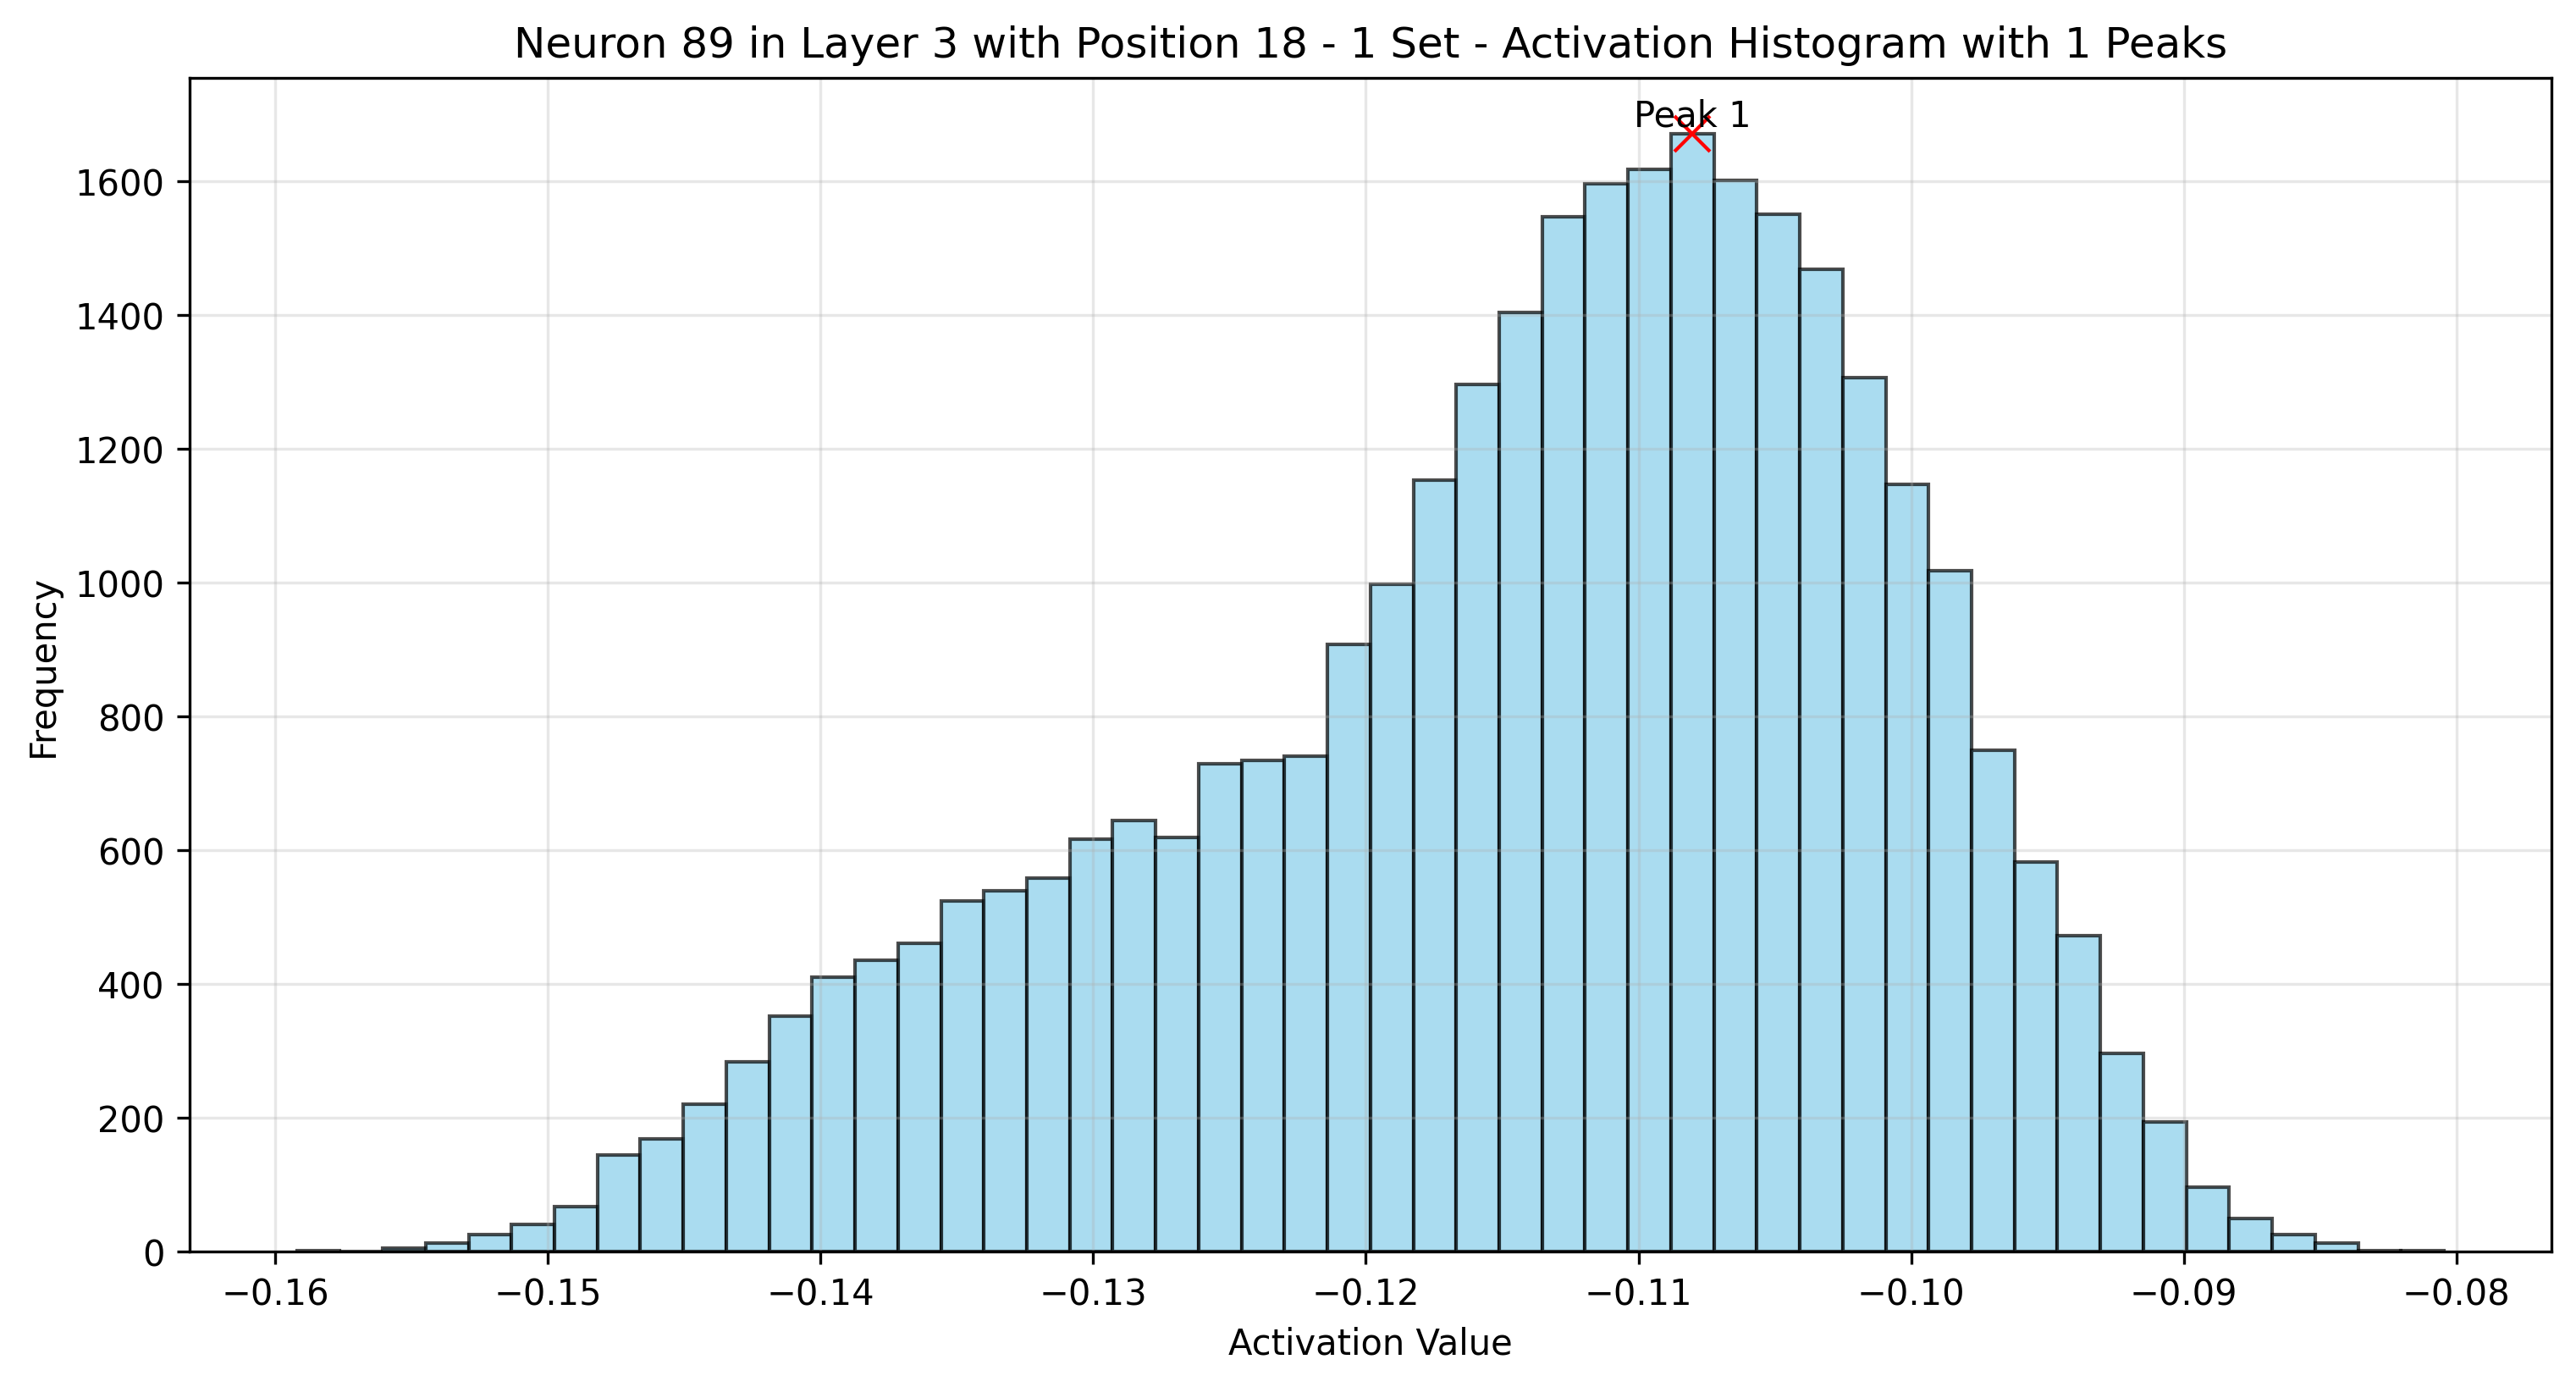 Neuron 89 in Layer 3 with Position 18 - 1 Set - Activation Histogram with 1 Peaks
Peak 1
1600
1400
1200
1000
800
600
400
200
0
Frequency
−0.16 −0.15 −0.14 −0.13 −0.12 −0.11 −0.10 −0.09 −0.08
Activation Value